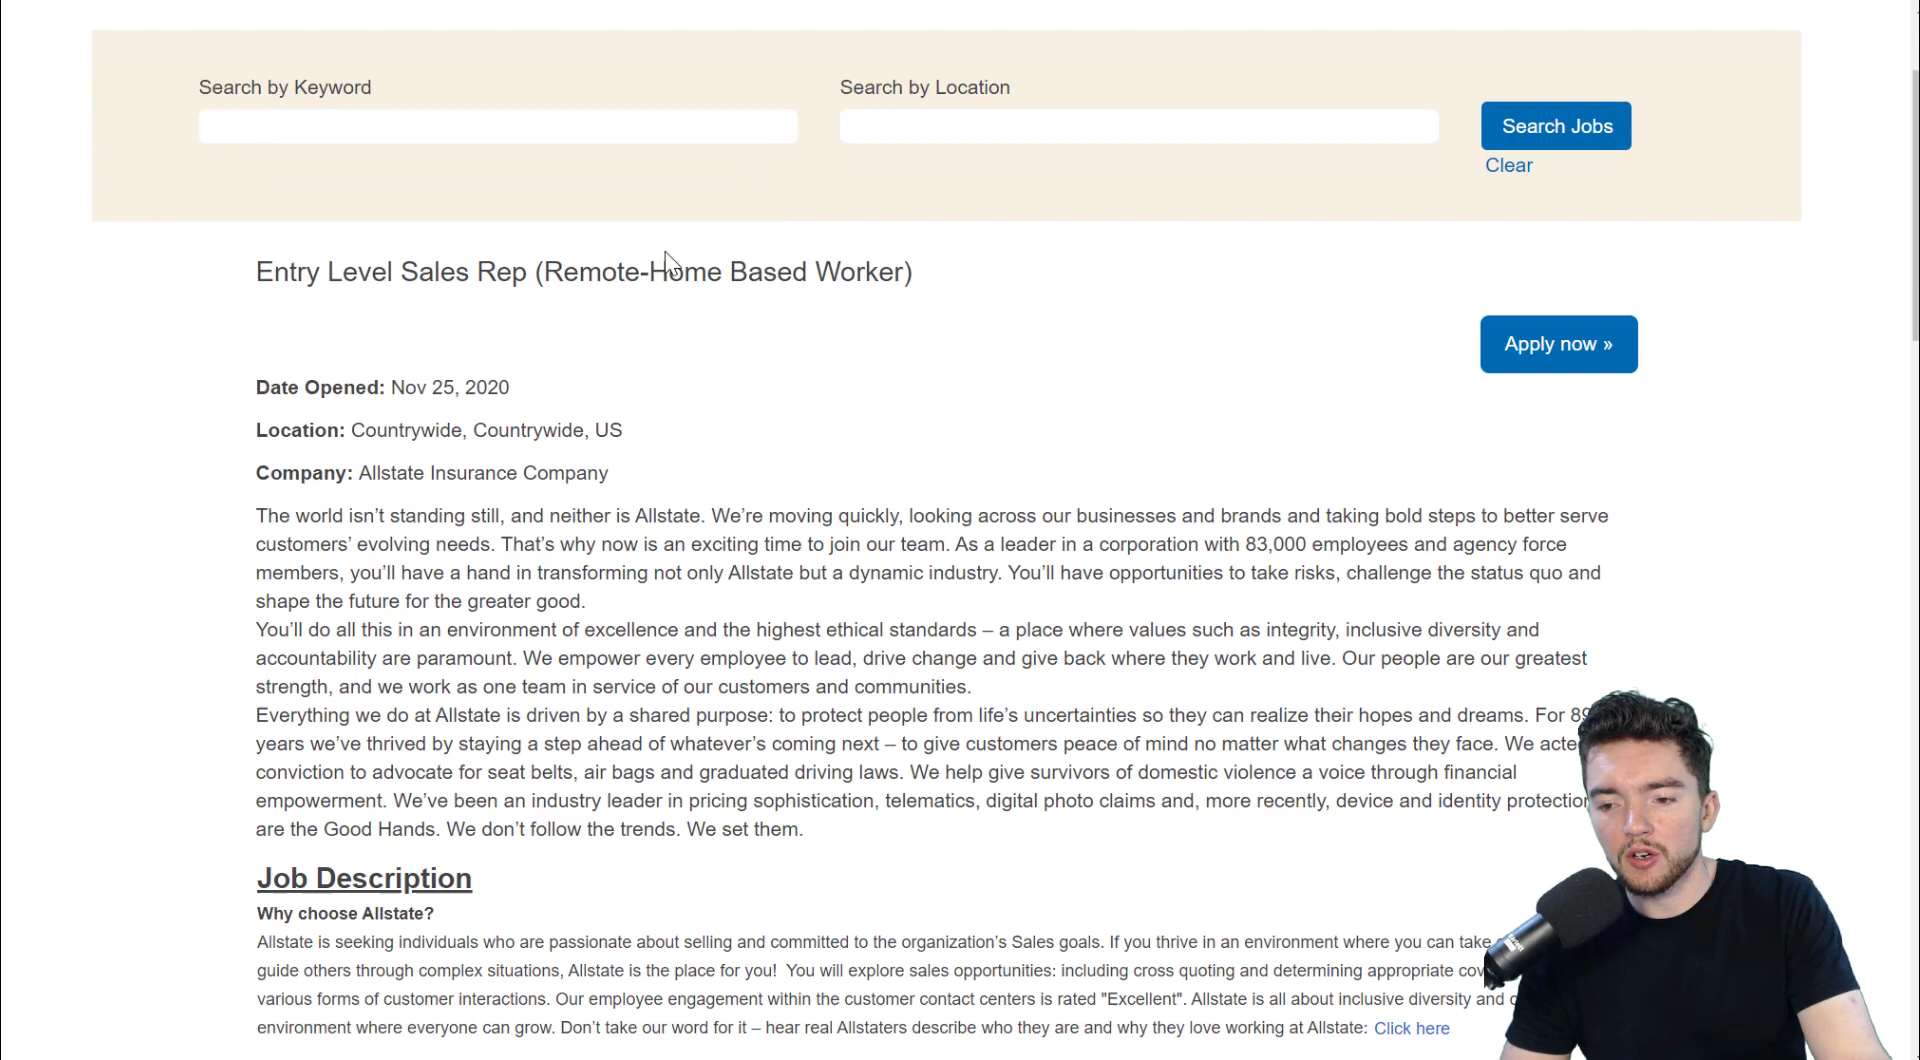 Search by Keyword
Search by Location
Search Jobs
Clear
Entry Level Sales Rep (Remote-Home Based Worker)
Apply now »
Date Opened: Nov 25, 2020
Location: Countrywide, Countrywide, US
Company: Allstate Insurance Company
The world isn’t standing still, and neither is Allstate. We’re moving quickly, looking across our businesses and brands and taking bold steps to better serve
customers’ evolving needs. That’s why now is an exciting time to join our team. As a leader in a corporation with 83,000 employees and agency force
members, you’ll have a hand in transforming not only Allstate but a dynamic industry. You’ll have opportunities to take risks, challenge the status quo and
shape the future for the greater good.
You’ll do all this in an environment of excellence and the highest ethical standards – a place where values such as integrity, inclusive diversity and
accountability are paramount. We empower every employee to lead, drive change and give back where they work and live. Our people are our greatest
strength, and we work as one team in service of our customers and communities.
Everything we do at Allstate is driven by a shared purpose: to protect people from life’s uncertainties so they can realize their hopes and dreams. For
years we’ve thrived by staying a step ahead of whatever’s coming next – to give customers peace of mind no matter what changes they face. We acte
conviction to advocate for seat belts, air bags and graduated driving laws. We help give survivors of domestic violence a voice through financial
empowerment. We’ve been an industry leader in pricing sophistication, telematics, digital photo claims and, more recently, device and identity protection
are the Good Hands. We don’t follow the trends. We set them.
Job Description
Why choose Allstate?
Allstate is seeking individuals who are passionate about selling and committed to the organization’s Sales goals. If you thrive in an environment where you can take
guide others through complex situations, Allstate is the place for you! You will explore sales opportunities: including cross quoting and determining appropriate cov
various forms of customer interactions. Our employee engagement within the customer contact centers is rated "Excellent". Allstate is all about inclusive diversity and
environment where everyone can grow. Don’t take our word for it – hear real Allstaters describe who they are and why they love working at Allstate: Click here